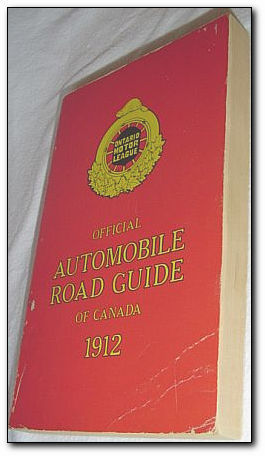 ONTARIO
MOTOR
LEAGUE
OFFICIAL
AUTOMOBILE
ROAD GUIDE
OF CANADA
1912